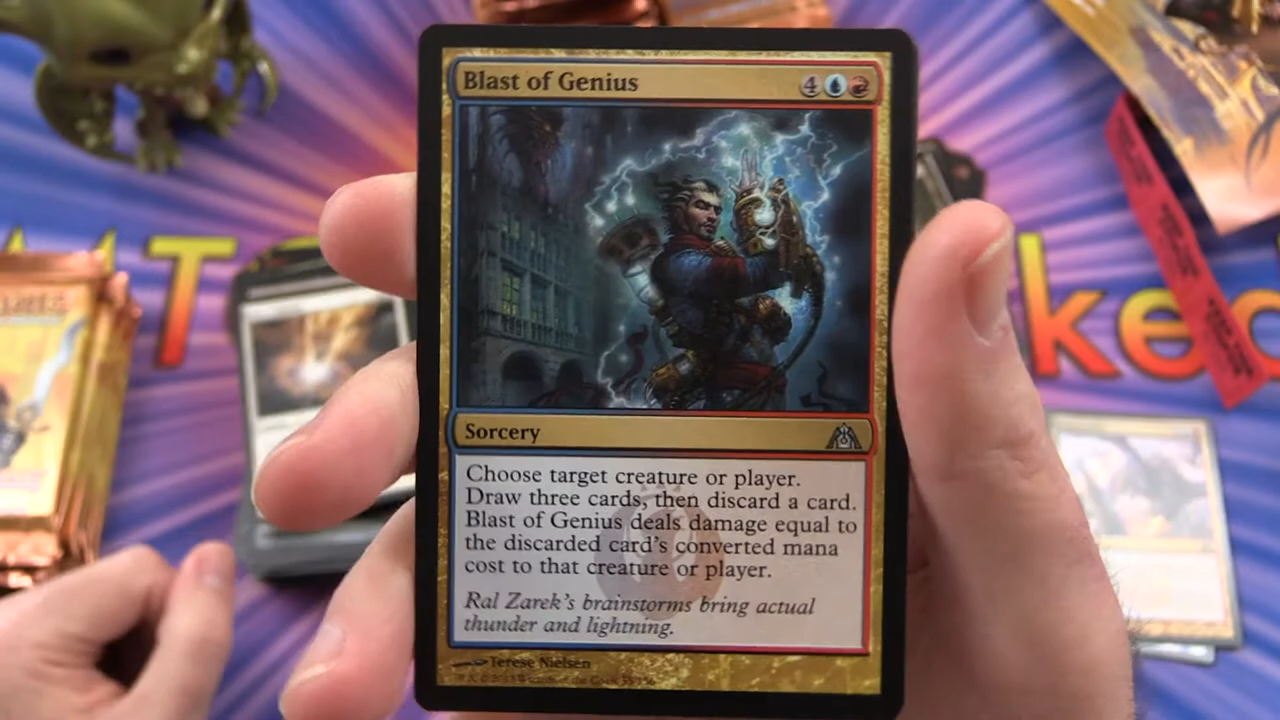 Blast of Genius 4
Sorcery
Choose target creature or player.
Draw three cards, then discard a card.
Blast of Genius deals damage equal to
the discarded card's converted mana
cost to that creature or player.
Ral Zarek's brainstorms bring actual
thunder and lightning.
Terese Nielsen